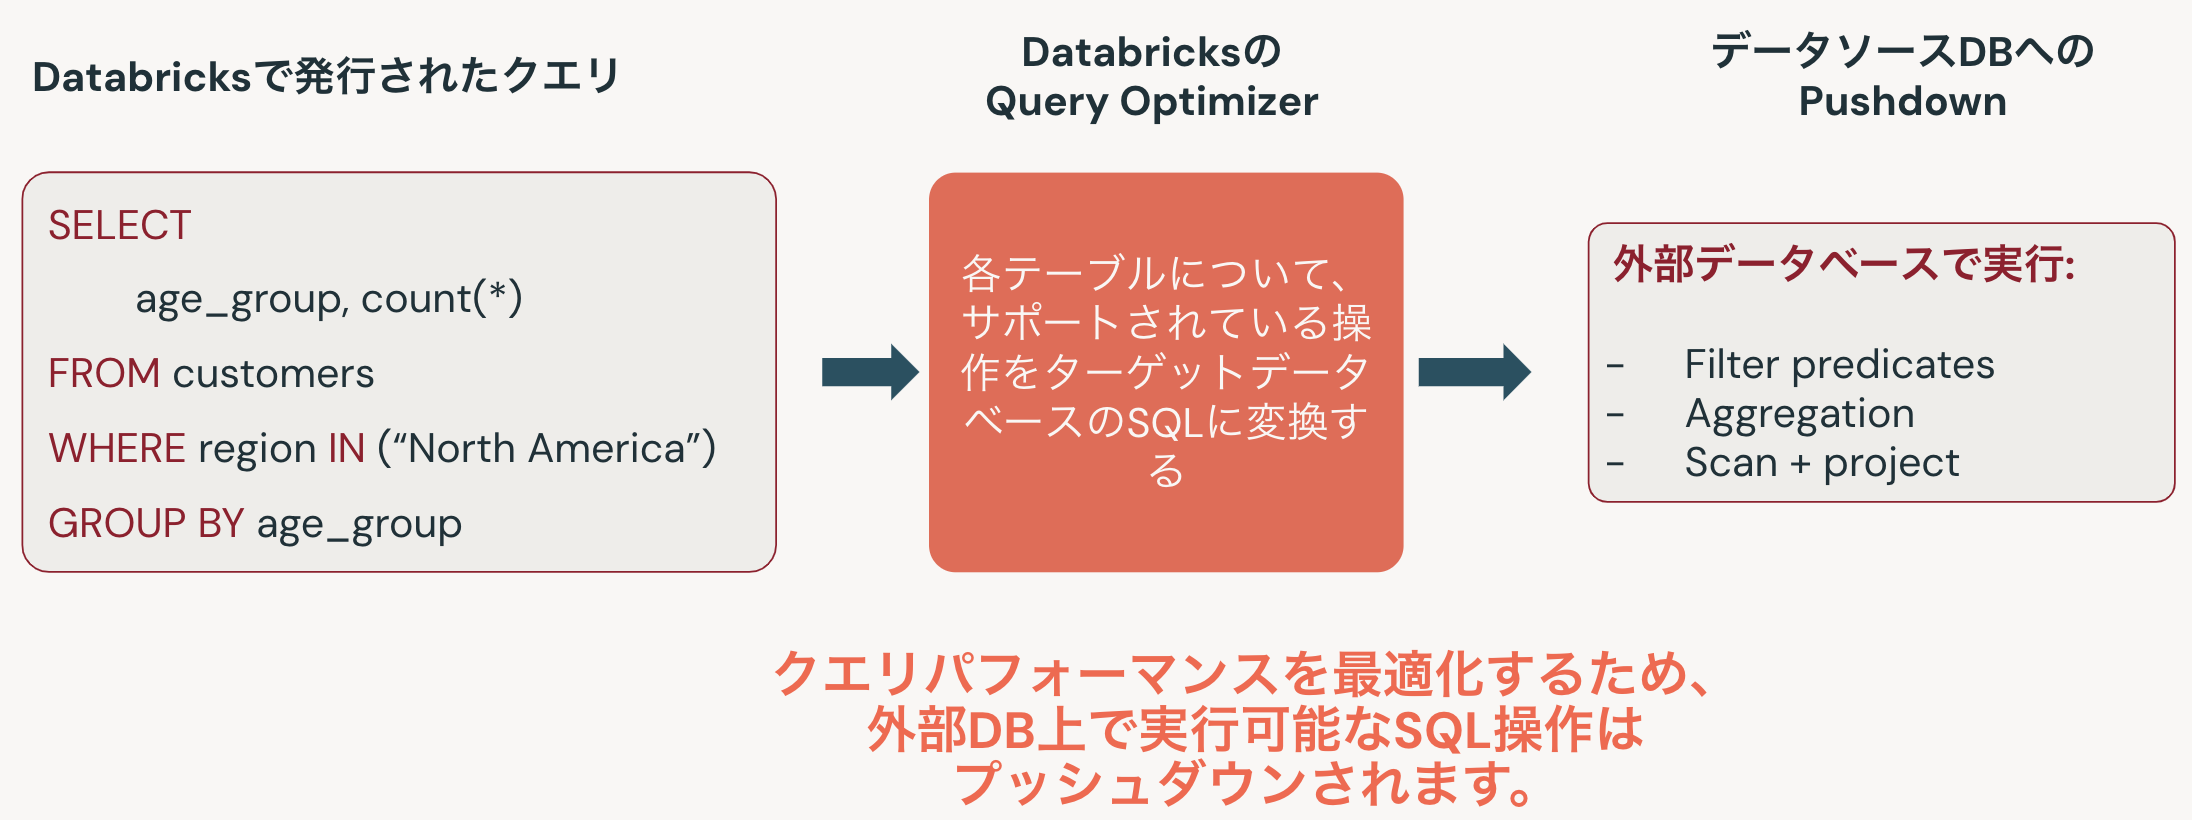 Databricksで発行されたクエリ
SELECT
age_group, count(*)
FROM customers
WHERE region IN (“North America”)
GROUP BY age_group
Databricksの
Query Optimizer
各テーブルについて、
サポートされている操
作をターゲットデータ
ベースのSQLに変換す
る
データソースDBへの
Pushdown
外部データベースで実行:
- Filter predicates
- Aggregation
- Scan + project
クエリパフォーマンスを最適化するため、
外部DB上で実行可能なSQL操作は
プッシュダウンされます。